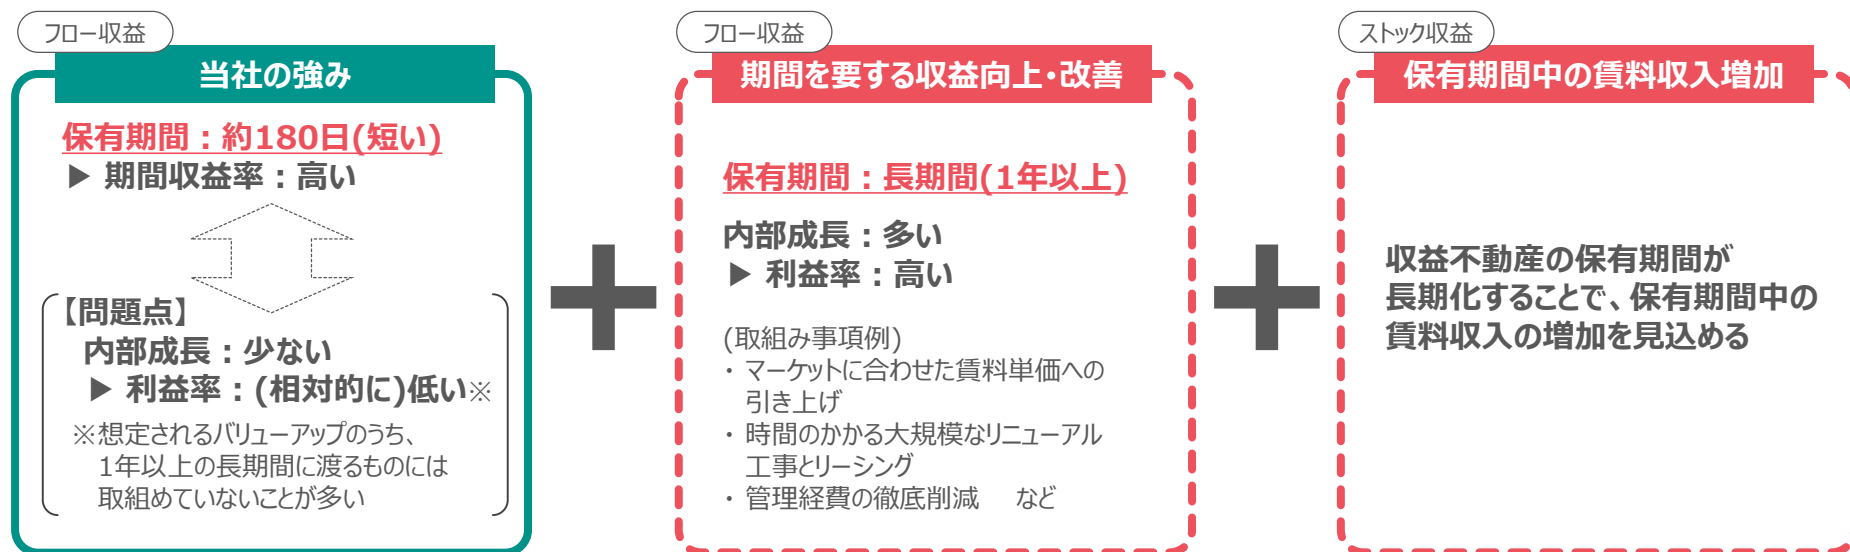 フロー収益
当社の強み
保有期間：約180日(短い)
▶ 期間収益率：高い
【問題点】
内部成長：少ない
▶ 利益率：(相対的に)低い※
※想定されるバリューアップのうち、
1年以上の長期間に渡るものには
取組めていないことが多い
フロー収益
期間を要する収益向上・改善
保有期間：長期間(1年以上)
内部成長：多い
▶ 利益率：高い
(取組み事項例)
・ マーケットに合わせた賃料単価への
引き上げ
・ 時間のかかる大規模なリニューアル
工事とリーシング
・ 管理経費の徹底削減　など
ストック収益
保有期間中の賃料収入増加
収益不動産の保有期間が
長期化することで、保有期間中の
賃料収入の増加を見込める